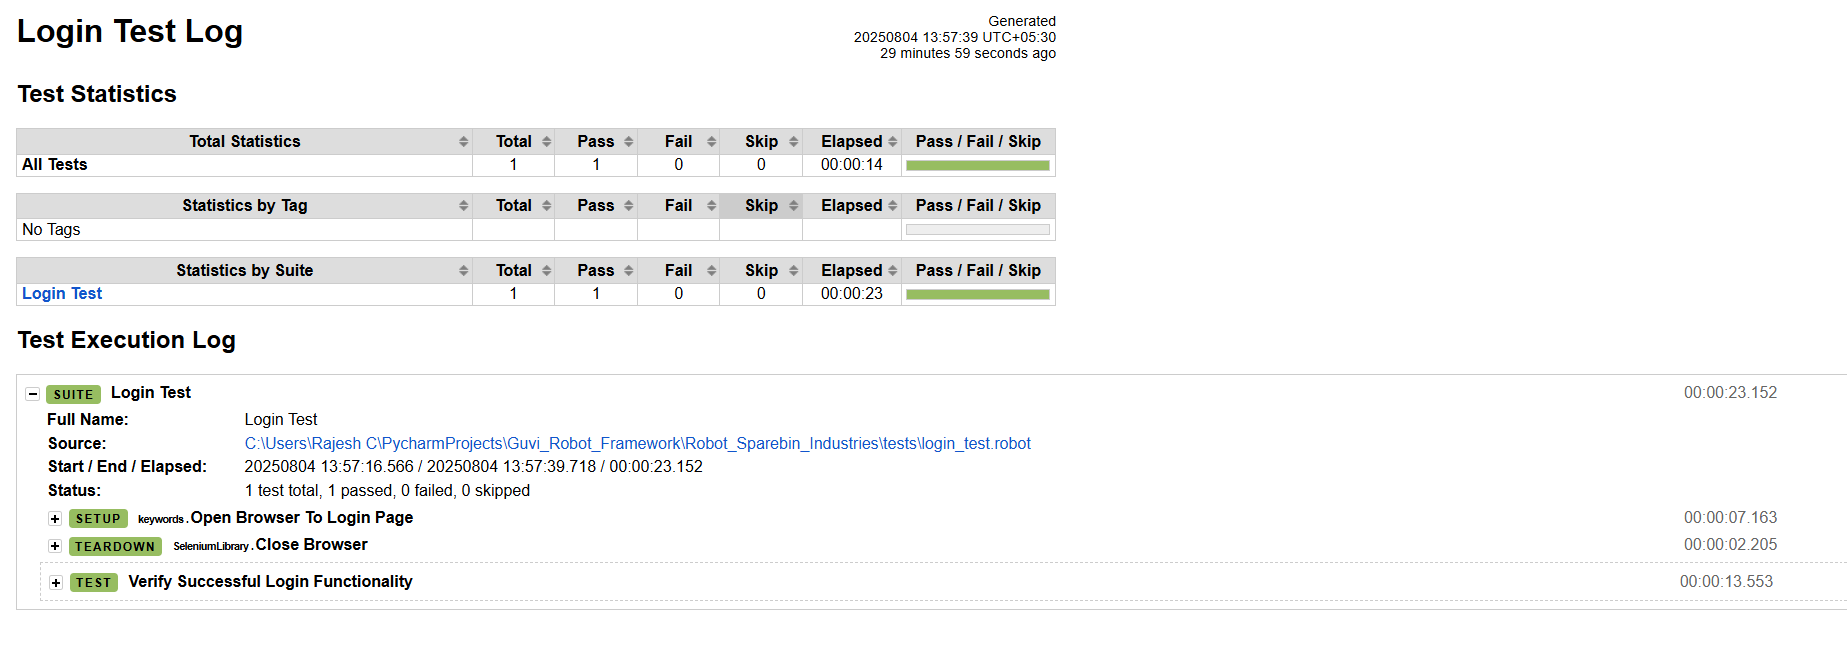 Login Test Log
Generated
20250804 13:57:39 UTC+05:30
29 minutes 59 seconds ago
Test Statistics
Total Statistics Total Pass Fail Skip Elapsed Pass / Fail / Skip
All Tests 1 1 0 0 00:00:14
Statistics by Tag Total Pass Fail Skip Elapsed Pass / Fail / Skip
No Tags
Statistics by Suite Total Pass Fail Skip Elapsed Pass / Fail / Skip
Login Test 1 1 0 0 00:00:23
Test Execution Log
SUITE Login Test 00:00:23.152
Full Name: Login Test
Source: C:\Users\Rajesh C\PycharmProjects\Guvi_Robot_Framework\Robot_Sparebin_Industries\tests\login_test.robot
Start / End / Elapsed: 20250804 13:57:16.566 / 20250804 13:57:39.718 / 00:00:23.152
Status: 1 test total, 1 passed, 0 failed, 0 skipped
SETUP keywords.Open Browser To Login Page 00:00:07.163
TEARDOWN SeleniumLibrary.Close Browser 00:00:02.205
TEST Verify Successful Login Functionality 00:00:13.553